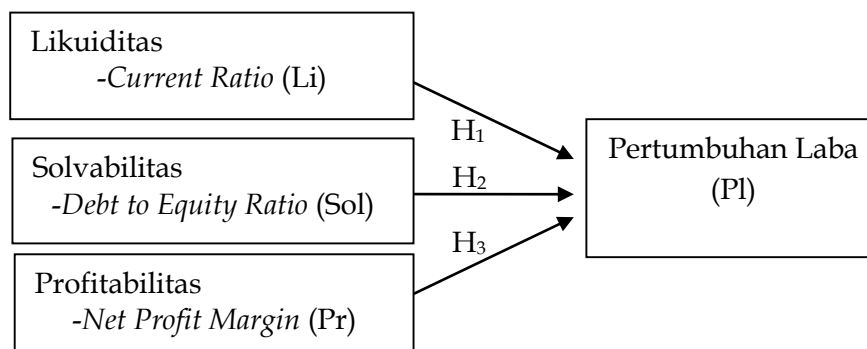 Likuiditas
-Current Ratio (Li)
H1
Solvabilitas
-Debt to Equity Ratio (Sol)
H2
Profitabilitas
-Net Profit Margin (Pr)
H3
Pertumbuhan Laba
(Pl)